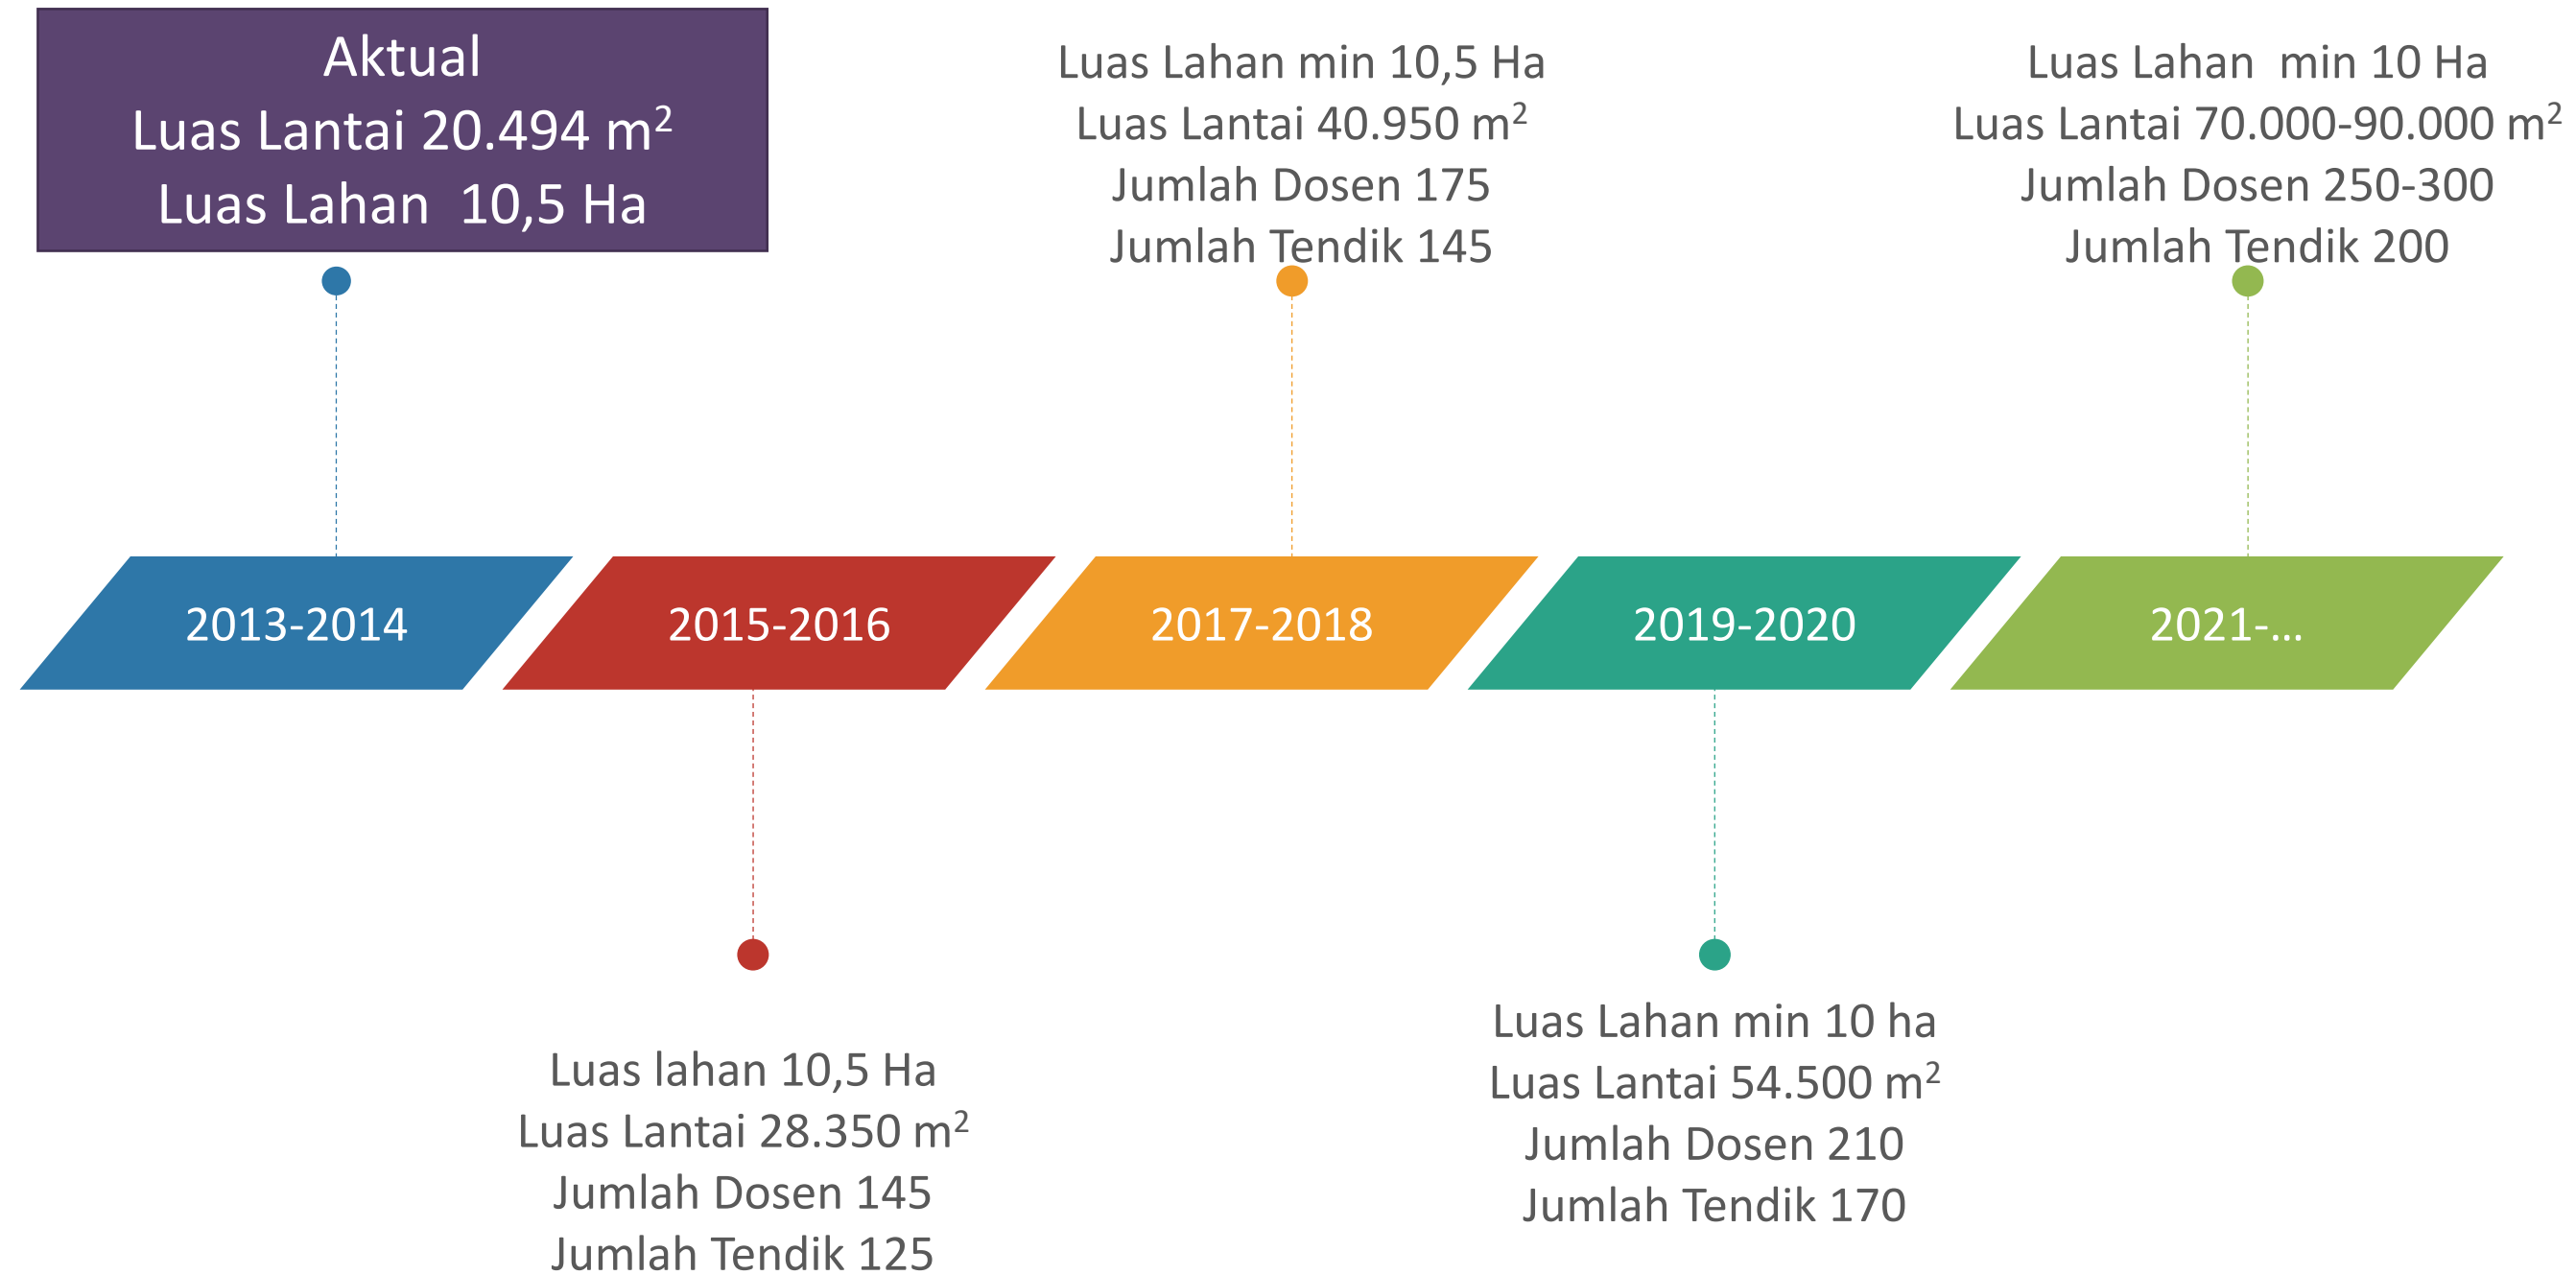 Aktual
Luas Lantai 20.494 m²
Luas Lahan  10,5 Ha
Luas Lahan min 10,5 Ha
Luas Lantai 40.950 m²
Jumlah Dosen 175
Jumlah Tendik 145
Luas Lahan  min 10 Ha
Luas Lantai 70.000-90.000 m²
Jumlah Dosen 250-300
Jumlah Tendik 200
2013-2014
2015-2016
2017-2018
2019-2020
2021-...
Luas lahan 10,5 Ha
Luas Lantai 28.350 m²
Jumlah Dosen 145
Jumlah Tendik 125
Luas Lahan min 10 ha
Luas Lantai 54.500 m²
Jumlah Dosen 210
Jumlah Tendik 170